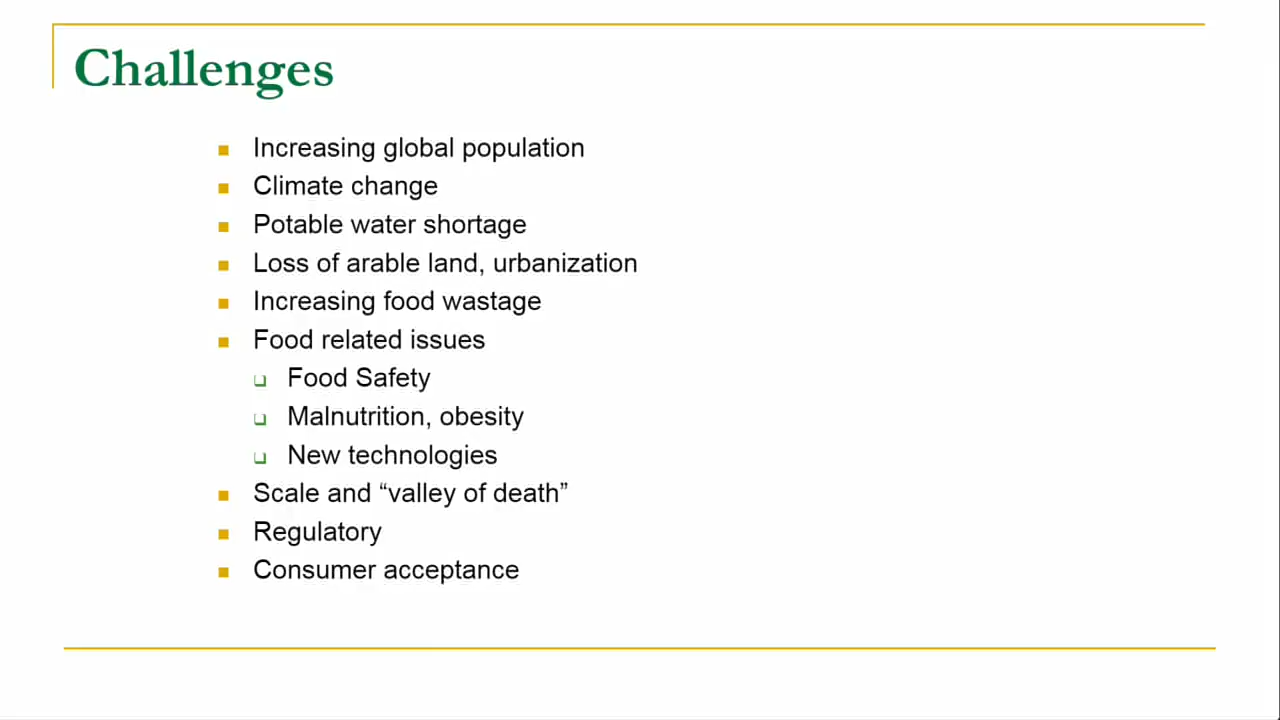 Challenges
Increasing global population
Climate change
Potable water shortage
Loss of arable land, urbanization
Increasing food wastage
Food related issues
Food Safety
Malnutrition, obesity
New technologies
Scale and “valley of death”
Regulatory
Consumer acceptance